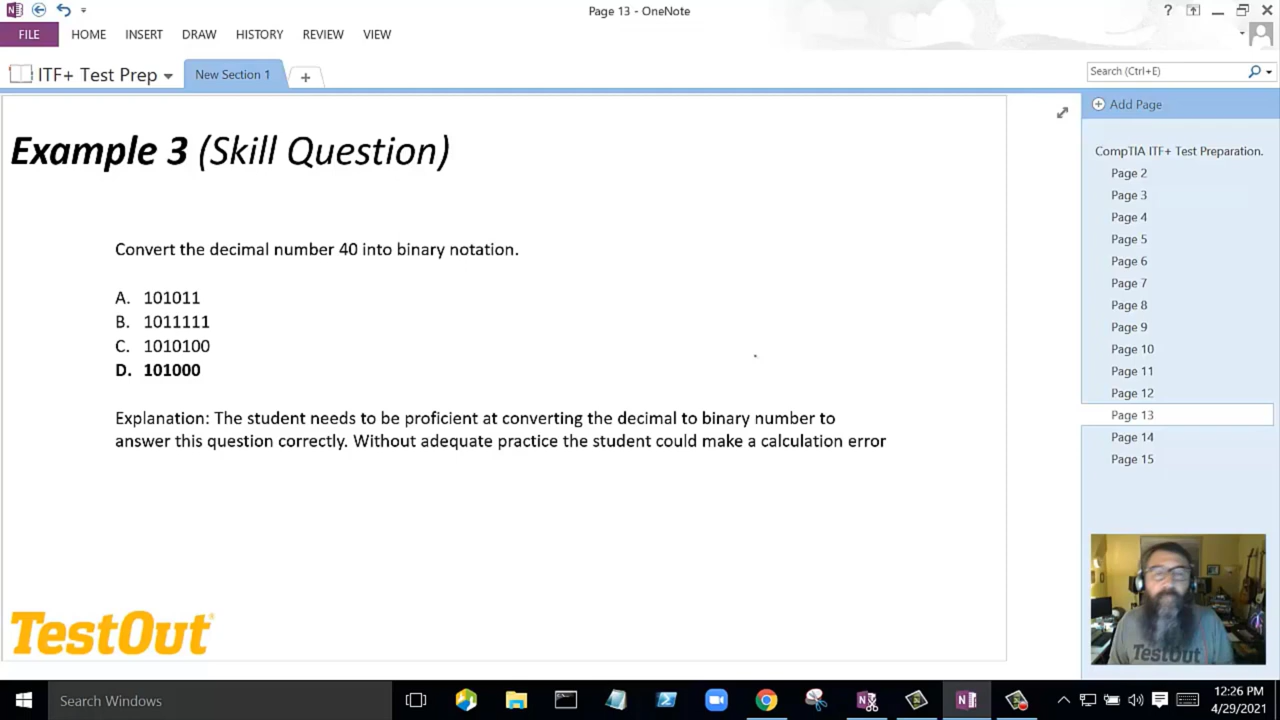 Page 13 - OneNote
FILE HOME INSERT DRAW HISTORY REVIEW VIEW
ITF+ Test Prep New Section 1
Search (Ctrl+E)
Add Page
Example 3 (Skill Question)
Convert the decimal number 40 into binary notation.
A. 101011
B. 1011111
C. 1010100
D. 101000
Explanation: The student needs to be proficient at converting the decimal to binary number to
answer this question correctly. Without adequate practice the student could make a calculation error
TestOut®
CompTIA ITF+ Test Preparation.
Page 2
Page 3
Page 4
Page 5
Page 6
Page 7
Page 8
Page 9
Page 10
Page 11
Page 12
Page 13
Page 14
Page 15
TestOut
Search Windows
12:26 PM
4/29/2021